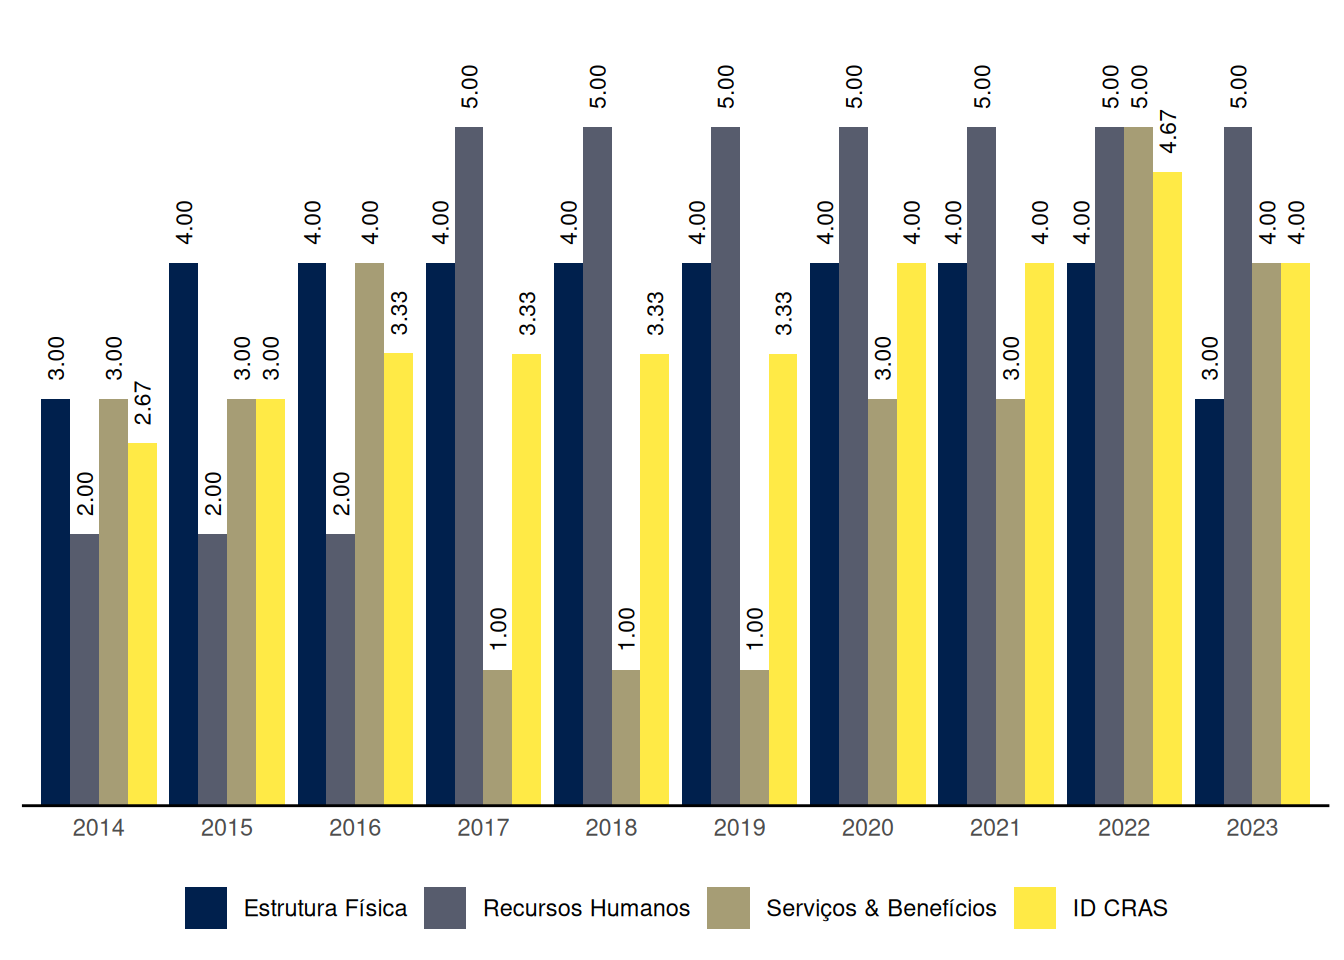 5.00 5.00 5.00 5.00 5.00 5.00 5.00 5.00
4.67
4.00 4.00 4.00 4.00 4.00 4.00 4.00 4.00 4.00 4.00 4.00 4.00 4.00
3.33 3.33 3.33 3.33
3.00 3.00 3.00 3.00 3.00 3.00 3.00
2.67
2.00 2.00 2.00
1.00 1.00 1.00
2014 2015 2016 2017 2018 2019 2020 2021 2022 2023
Estrutura Física Recursos Humanos Serviços & Benefícios ID CRAS